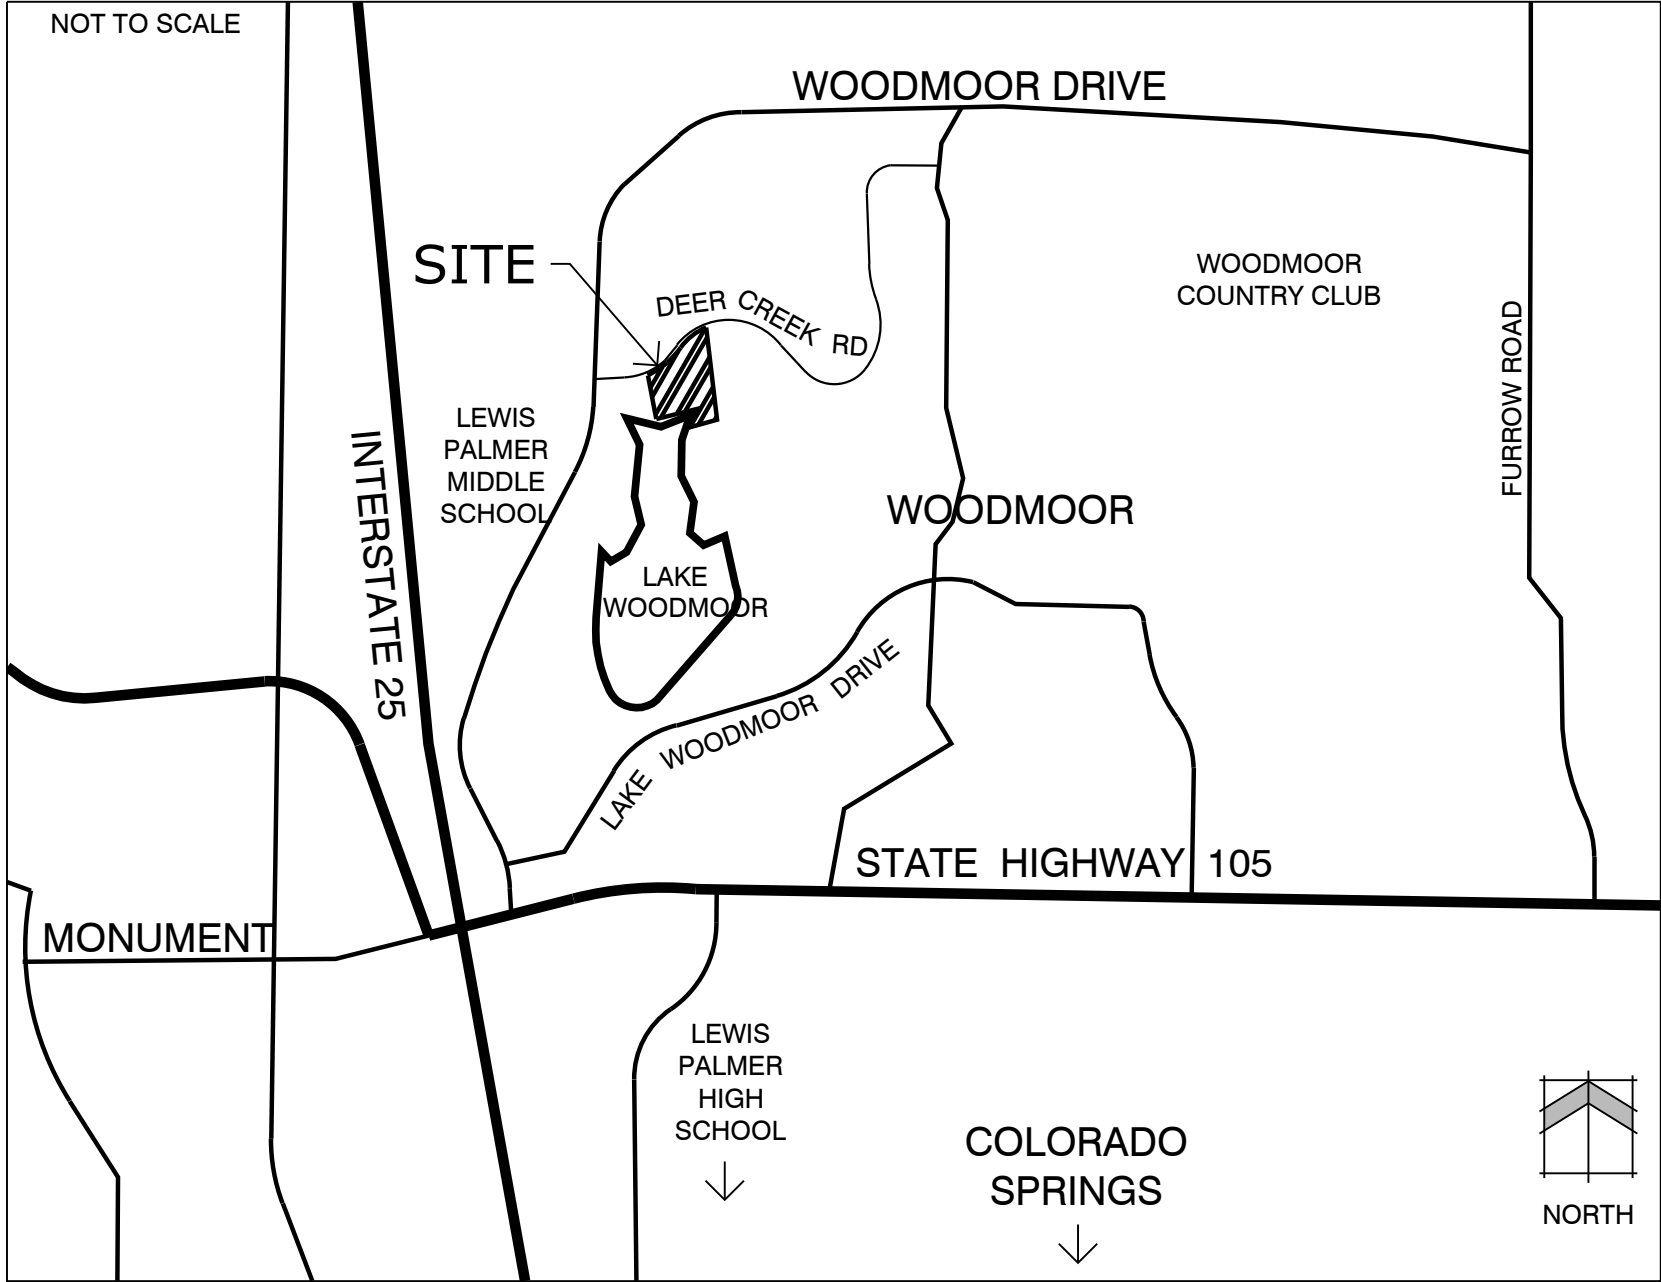 NOT TO SCALE
WOODMOOR DRIVE
SITE
WOODMOOR
COUNTRY CLUB
DEER CREEK RD
FURROW ROAD
LEWIS
PALMER
MIDDLE
SCHOOL
INTERSTATE 25
WOODMOOR
LAKE
WOODMOOR
LAKE WOODMOOR DRIVE
STATE HIGHWAY 105
MONUMENT
LEWIS
PALMER
HIGH
SCHOOL
COLORADO
SPRINGS
NORTH